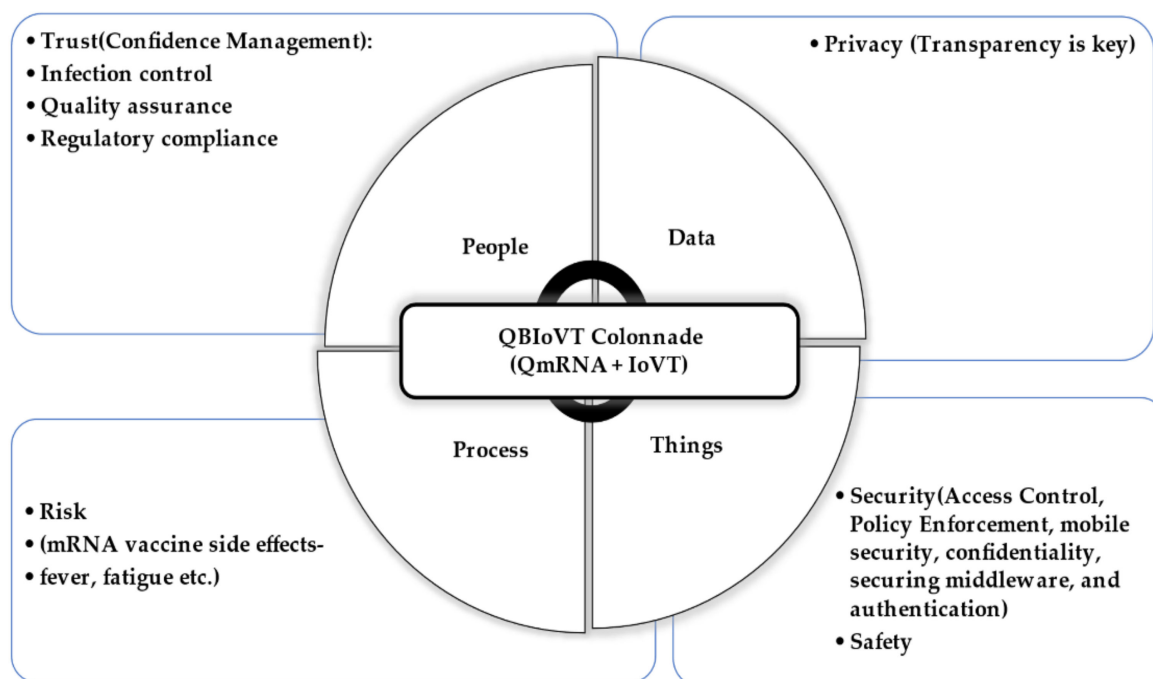 • Trust(Confidence Management):
• Infection control
• Quality assurance
• Regulatory compliance
• Privacy (Transparency is key)
People
Data
QBIoVT Colonnade
(QmRNA + IoVT)
Process
Things
• Risk
• (mRNA vaccine side effects-
• fever, fatigue etc.)
• Security(Access Control,
Policy Enforcement, mobile
security, confidentiality,
securing middleware, and
authentication)
• Safety